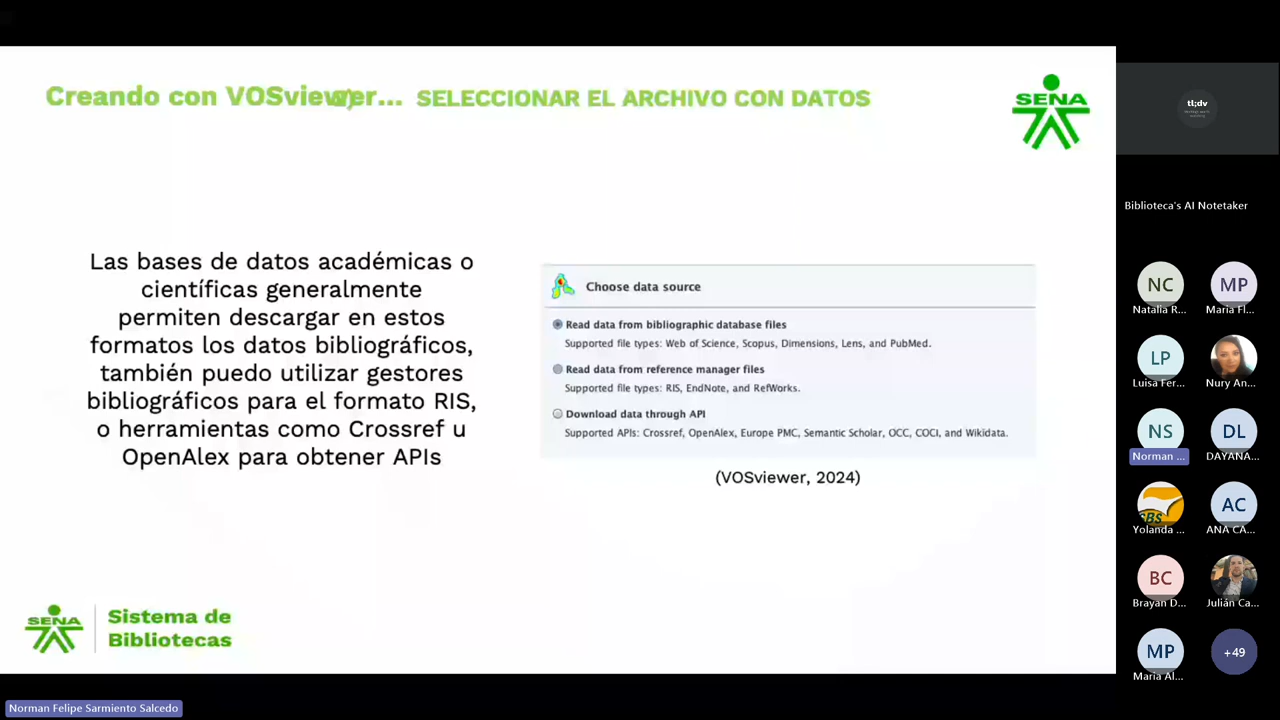 Creando con VOSviewer... SELECCIONAR EL ARCHIVO CON DATOS
SENA
Las bases de datos académicas o
científicas generalmente
permiten descargar en estos
formatos los datos bibliográficos,
también puedo utilizar gestores
bibliográficos para el formato RIS,
o herramientas como Crossref u
OpenAlex para obtener APIs
Choose data source
Read data from bibliographic database files
Supported file types: Web of Science, Scopus, Dimensions, Lens, and PubMed.
Read data from reference manager files
Supported file types: RIS, EndNote, and RefWorks.
Download data through API
Supported APIs: Crossref, OpenAlex, Europe PMC, Semantic Scholar, OCC, COCI, and Wikidata.
(VOSviewer, 2024)
SENA
Sistema de
Bibliotecas
Norman Felipe Sarmiento Salcedo
tl;dv
Biblioteca's AI Notetaker
NC
MP
Natalia R...
Maria Fl...
LP
Luisa Fer...
Nury An...
NS
DL
Norman ...
DAYANA...
SBS
AC
Yolanda ...
ANA CA...
BC
Brayan D...
Julián Ca...
MP
+49
Maria Al...